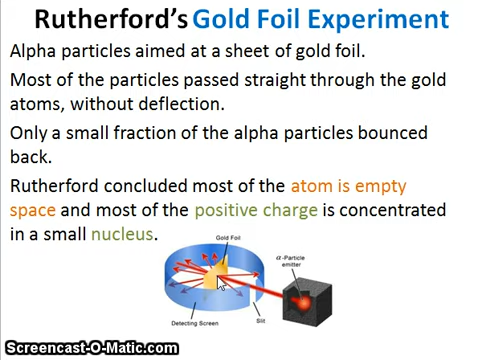 Rutherford's Gold Foil Experiment
Alpha particles aimed at a sheet of gold foil.
Most of the particles passed straight through the gold
atoms, without deflection.
Only a small fraction of the alpha particles bounced
back.
Rutherford concluded most of the atom is empty
space and most of the positive charge is concentrated
in a small nucleus.
Gold Foil
α-Particle
emitter
Detecting Screen
Slit
Screencast-O-Matic.com